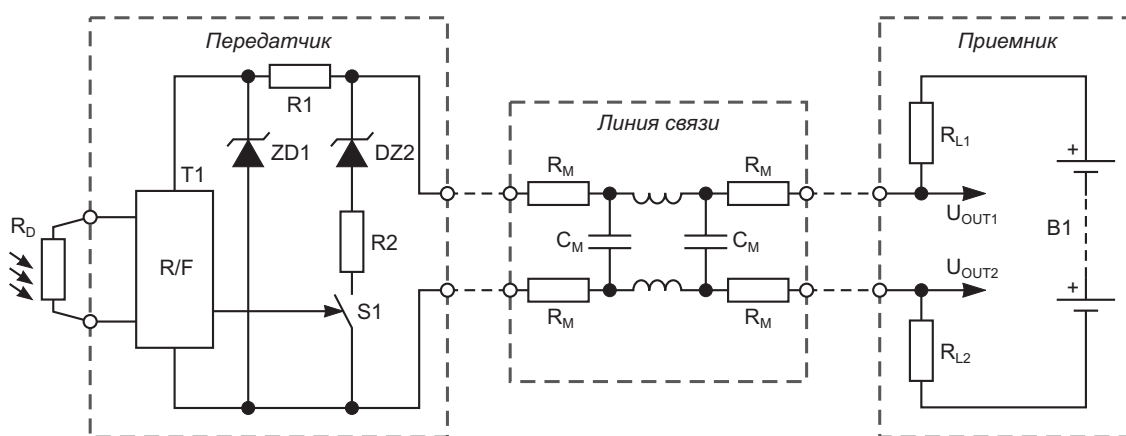 Передатчик
R1
ZD1
DZ2
T1
R_D
R/F
R2
S1
Линия связи
R_M
R_M
C_M
C_M
R_M
R_M
Приемник
R_L1
+
U_OUT1
B1
U_OUT2
+
R_L2